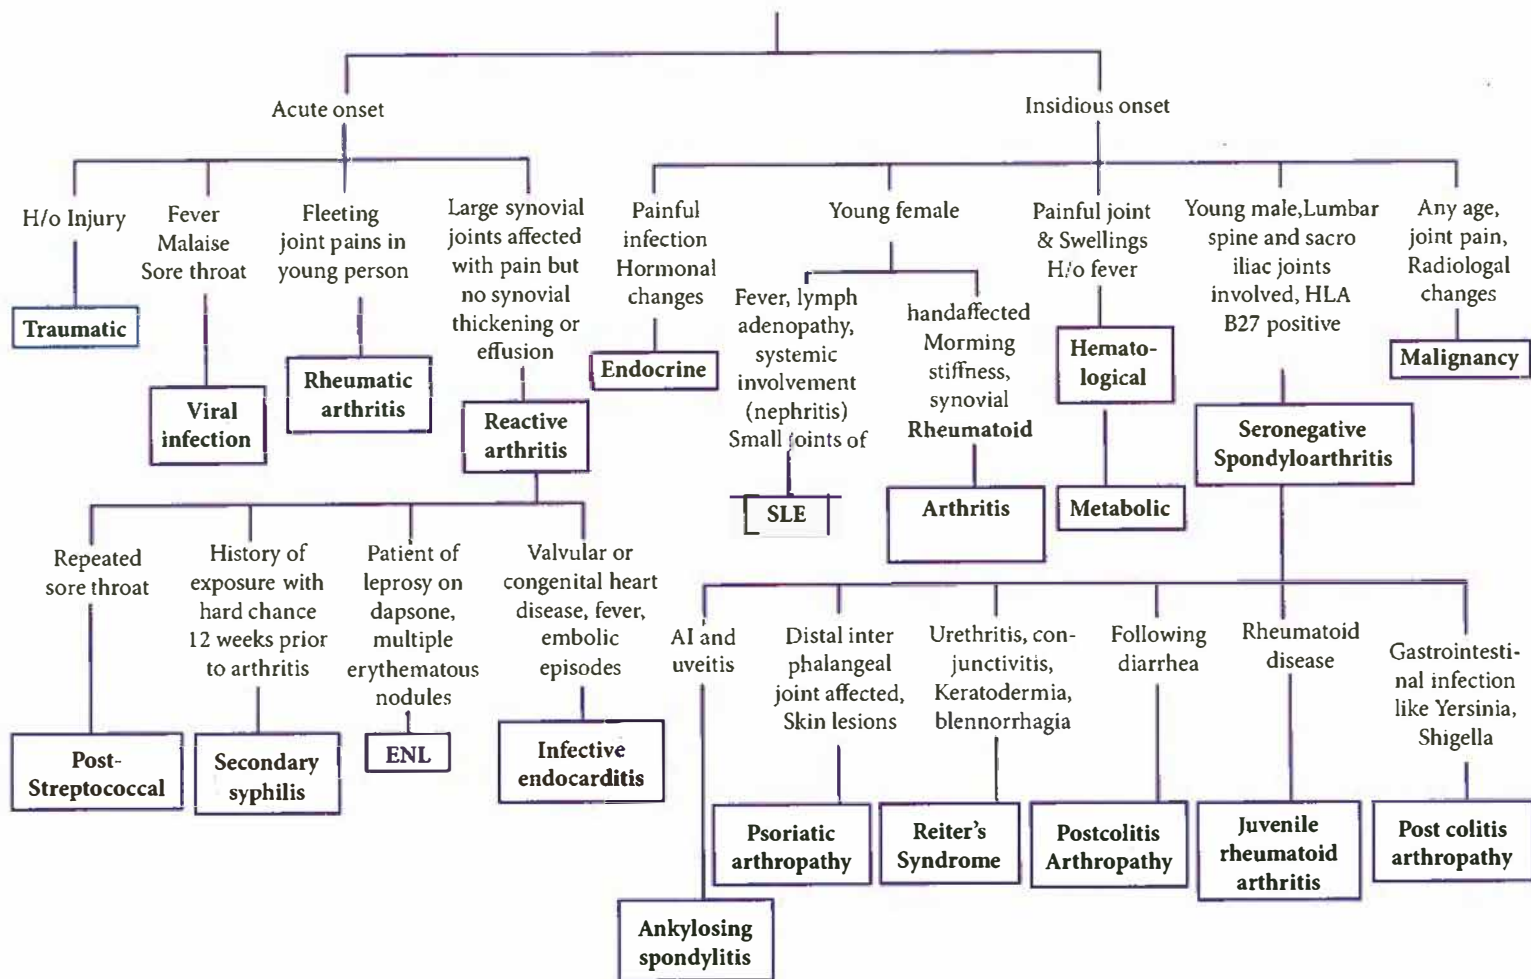 Acute onset
Insidious onset
H/o Injury
Traumatic
Fever
Malaise
Sore throat
Viral
infection
Fleeting
joint pains in
young person
Rheumatic
arthritis
Large synovial
joints affected
with pain but
no synovial
thickening or
effusion
Reactive
arthritis
Painful
infection
Hormonal
changes
Endocrine
Young female
Fever, lymph
adenopathy,
systemic
involvement
(nephritis)
Small joints of
SLE
handaffected
Morming
stiffness,
synovial
Rheumatoid
Arthritis
Painful joint
& Swellings
H/o fever
Hemato-
logical
Metabolic
Young male,Lumbar
spine and sacro
iliac joints
involved, HLA
B27 positive
Seronegative
Spondyloarthritis
Any age,
joint pain,
Radiologal
changes
Malignancy
Repeated
sore throat
Post-
Streptococcal
History of
exposure with
hard chance
12 weeks prior
to arthritis
Secondary
syphilis
Patient of
leprosy on
dapsone,
multiple
erythematous
nodules
ENL
Valvular or
congenital heart
disease, fever,
embolic
episodes
Infective
endocarditis
AI and
uveitis
Ankylosing
spondylitis
Distal inter
phalangeal
joint affected,
Skin lesions
Psoriatic
arthropathy
Urethritis, con-
junctivitis,
Keratodermia,
blennorrhagia
Reiter's
Syndrome
Following
diarrhea
Postcolitis
Arthropathy
Rheumatoid
disease
Juvenile
rheumatoid
arthritis
Gastrointesti-
nal infection
like Yersinia,
Shigella
Post colitis
arthropathy